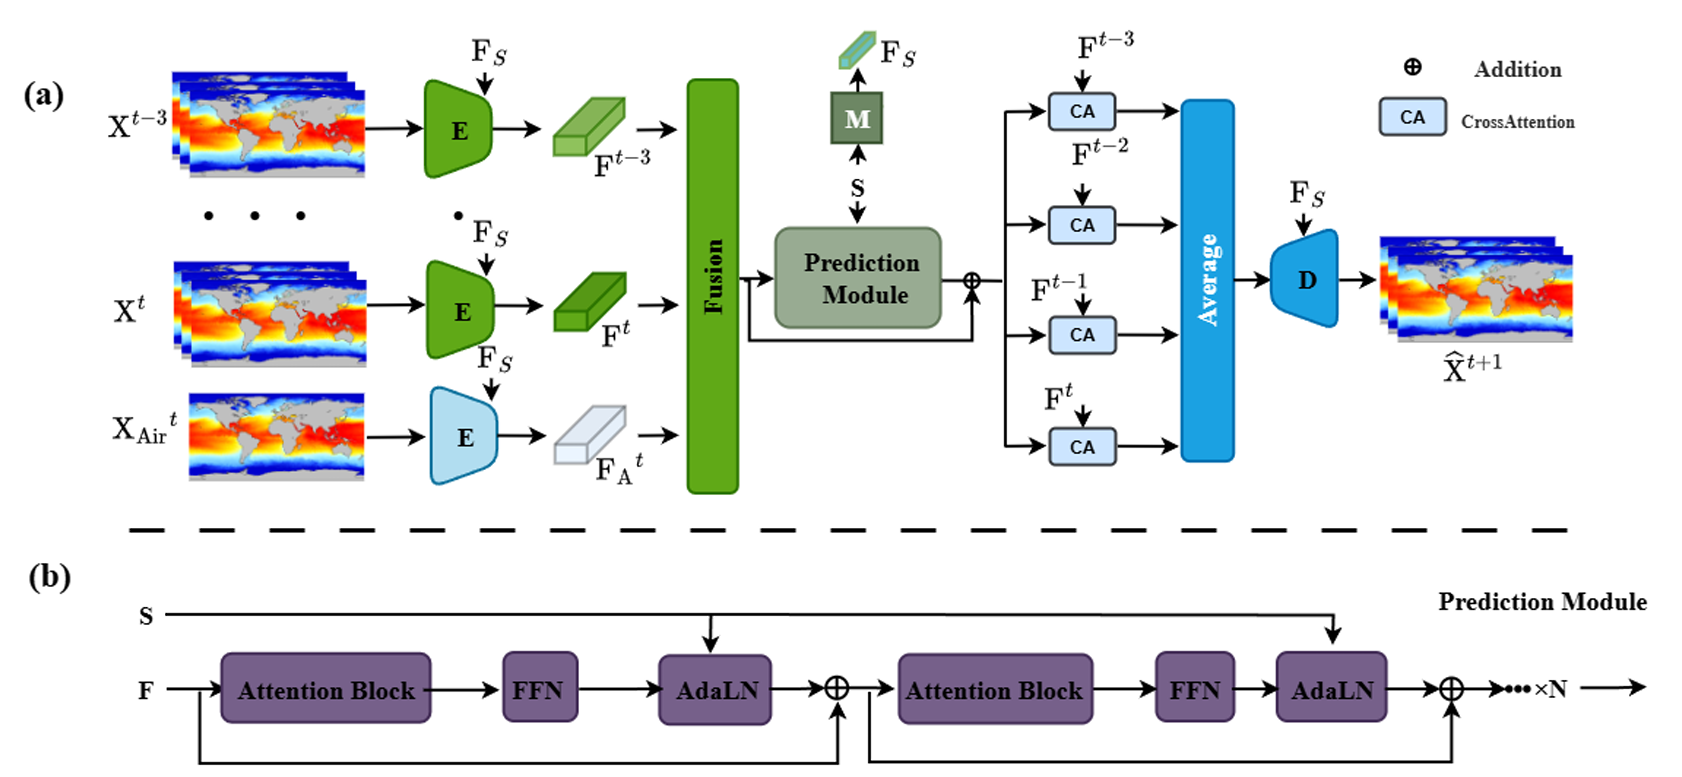 (a)
X^{t-3}
F_S
E
F^{t-3}
X^t
F_S
E
F^t
X_{Air}^t
F_S
E
F_A^t
Fusion
F_S
M
S
Prediction
Module
F^{t-3}
CA
F^{t-2}
CA
F^{t-1}
CA
F^t
CA
Average
F_S
D
X̂^{t+1}
⊕ Addition
CA CrossAttention
(b)
Prediction Module
S
F
Attention Block
FFN
AdaLN
Attention Block
FFN
AdaLN
•••×N